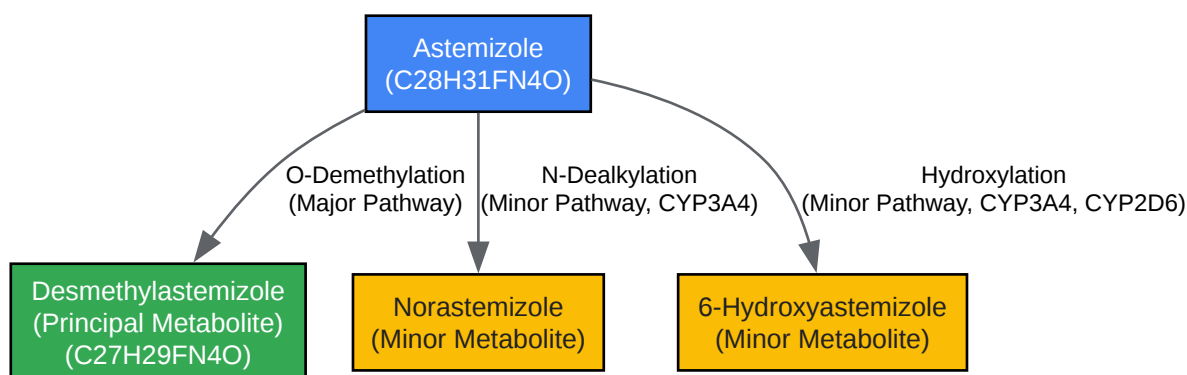 Astemizole
(C28H31FN4O)
O-Demethylation
(Major Pathway)
N-Dealkylation
(Minor Pathway, CYP3A4)
Hydroxylation
(Minor Pathway, CYP3A4, CYP2D6)
Desmethylastemizole
(Principal Metabolite)
(C27H29FN4O)
Norastemizole
(Minor Metabolite)
6-Hydroxyastemizole
(Minor Metabolite)